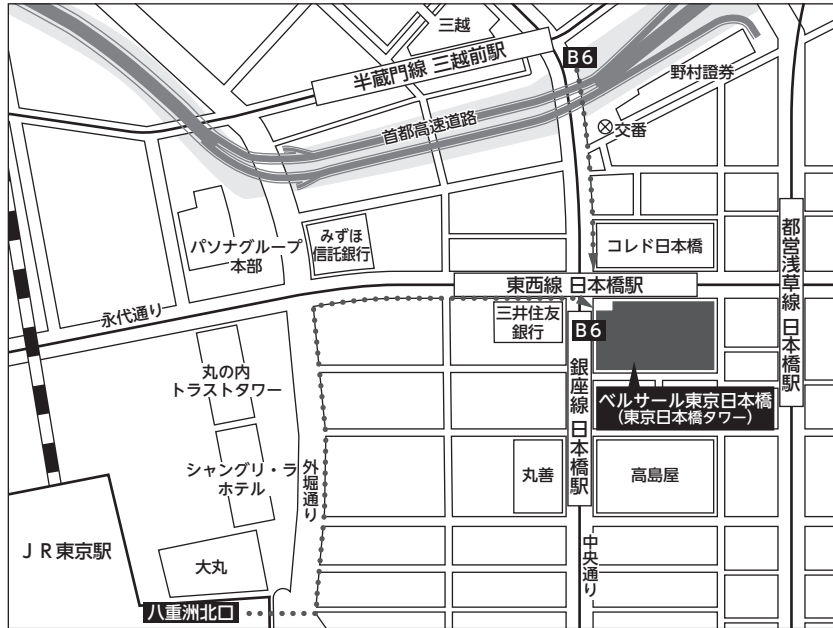 三越
半蔵門線 三越前駅
B6
野村證券
首都高速道路
交番
パソナグループ
本部
みずほ
信託銀行
コレド日本橋
都営浅草線 日本橋駅
東西線 日本橋駅
永代通り
三井住友
銀行
B6
銀座線 日本橋駅
丸の内
トラストタワー
ベルサール東京日本橋
(東京日本橋タワー)
シャングリ・ラ
ホテル
外堀通り
丸善
高島屋
JR東京駅
大丸
中央通り
八重洲北口